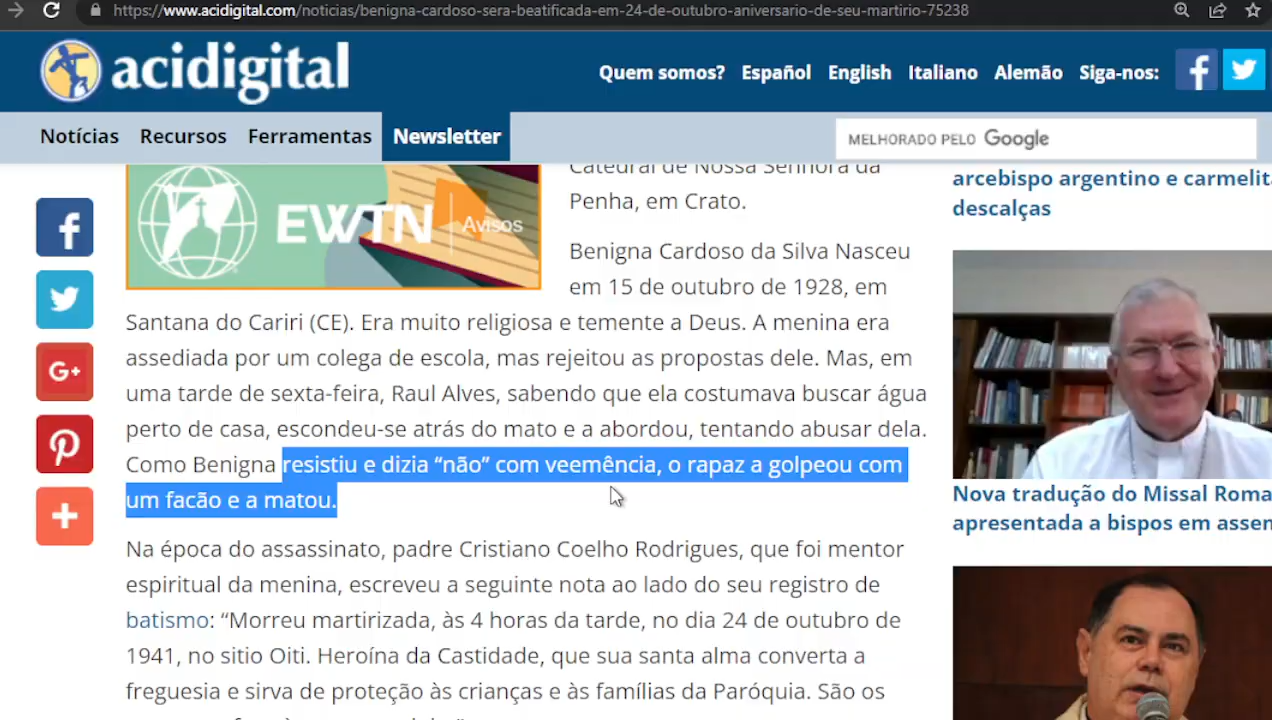 https://www.acidigital.com/noticias/benigna-cardoso-sera-beatificada-em-24-de-outubro-aniversario-de-seu-martirio-75238
acidigital
Quem somos? Español English Italiano Alemão Siga-nos:
Notícias Recursos Ferramentas Newsletter
MELHORADO PELO Google
EWTN Avisos
Catedral de Nossa Senhora da
Penha, em Crato.
Benigna Cardoso da Silva Nasceu
em 15 de outubro de 1928, em
Santana do Cariri (CE). Era muito religiosa e temente a Deus. A menina era
assediada por um colega de escola, mas rejeitou as propostas dele. Mas, em
uma tarde de sexta-feira, Raul Alves, sabendo que ela costumava buscar água
perto de casa, escondeu-se atrás do mato e a abordou, tentando abusar dela.
Como Benigna resistiu e dizia “não” com veemência, o rapaz a golpeou com
um facão e a matou.
Na época do assassinato, padre Cristiano Coelho Rodrigues, que foi mentor
espiritual da menina, escreveu a seguinte nota ao lado do seu registro de
batismo: “Morreu martirizada, às 4 horas da tarde, no dia 24 de outubro de
1941, no sitio Oiti. Heroína da Castidade, que sua santa alma converta a
freguesia e sirva de proteção às crianças e às famílias da Paróquia. São os
G+
arcebispo argentino e carmelita
descalças
Nova tradução do Missal Roma
apresentada a bispos em assem